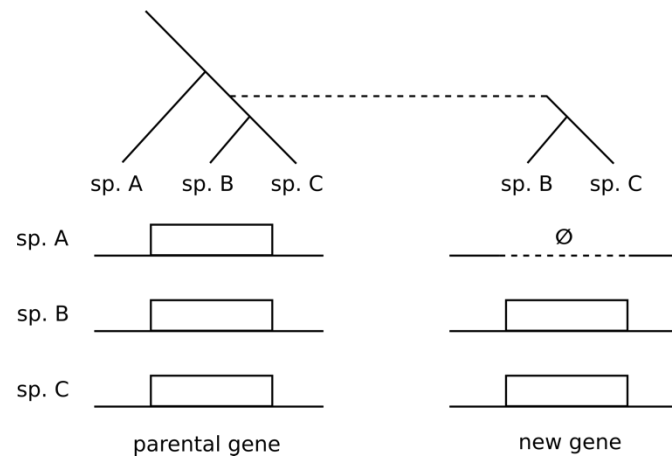 sp. A sp. B sp. C sp. B sp. C
sp. A Ø
sp. B
sp. C
parental gene new gene